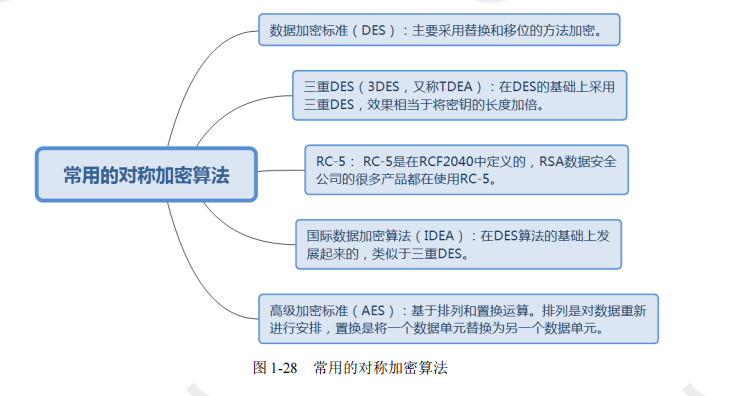 数据加密标准（DES）：主要采用替换和移位的方法加密。
三重DES（3DES，又称TDEA）：在DES的基础上采用
三重DES，效果相当于将密钥的长度加倍。
常用的对称加密算法
RC-5： RC-5是在RCF2040中定义的，RSA数据安全
公司的很多产品都在使用RC-5。
国际数据加密算法（IDEA）：在DES算法的基础上发
展起来的，类似于三重DES。
高级加密标准（AES）：基于排列和置换运算。排列是对数据重新
进行安排，置换是将一个数据单元替换为另一个数据单元。
图 1-28　常用的对称加密算法